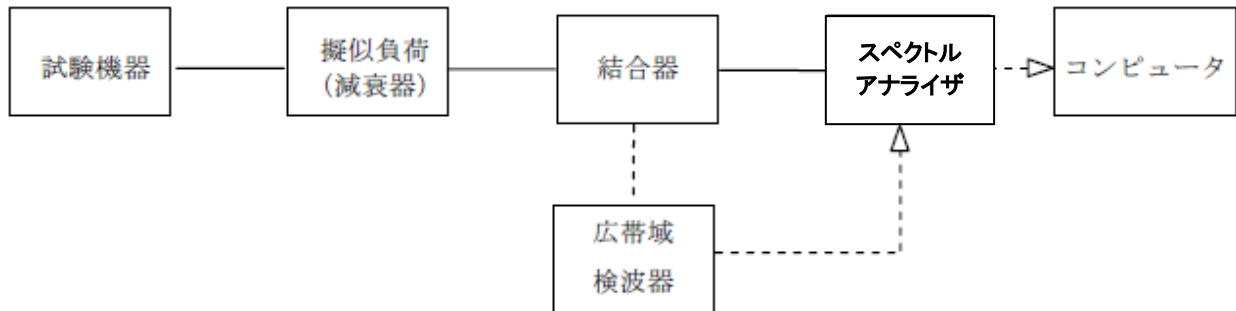 試験機器
擬似負荷
(減衰器)
結合器
スペクトル
アナライザ
コンピュータ
広帯域
検波器